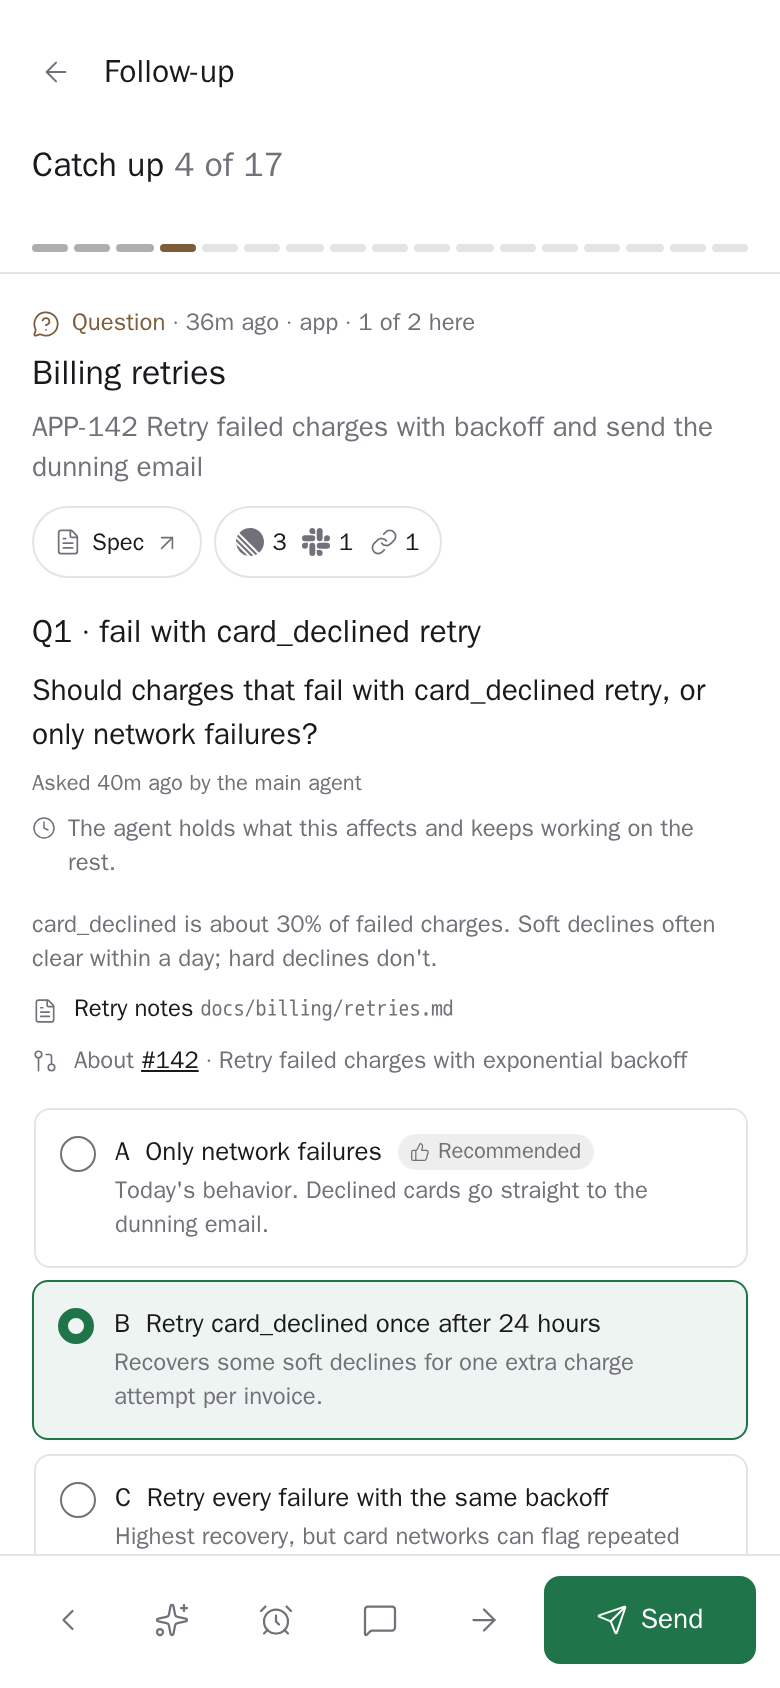 Follow-up
Catch up 4 of 17
Question · 36m ago · app · 1 of 2 here
Billing retries
APP-142 Retry failed charges with backoff and send the
dunning email
Spec 3 1 1
Q1 · fail with card_declined retry
Should charges that fail with card_declined retry, or
only network failures?
Asked 40m ago by the main agent
The agent holds what this affects and keeps working on the
rest.
card_declined is about 30% of failed charges. Soft declines often
clear within a day; hard declines don't.
Retry notes docs/billing/retries.md
About #142 · Retry failed charges with exponential backoff
A Only network failures Recommended
Today's behavior. Declined cards go straight to the
dunning email.
B Retry card_declined once after 24 hours
Recovers some soft declines for one extra charge
attempt per invoice.
C Retry every failure with the same backoff
Highest recovery, but card networks can flag repeated
Send